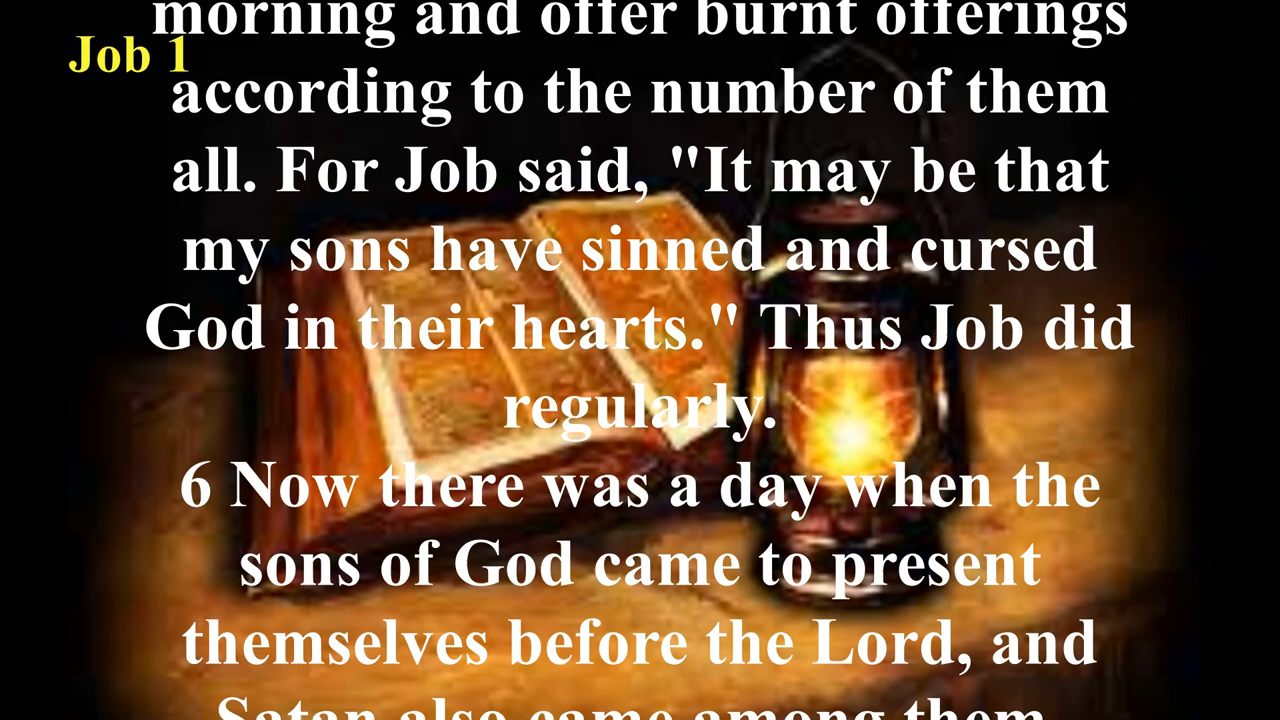 morning and offer burnt offerings
Job 1
according to the number of them
all. For Job said, "It may be that
my sons have sinned and cursed
God in their hearts." Thus Job did
regularly.
6 Now there was a day when the
sons of God came to present
themselves before the Lord, and
Satan also came among them.